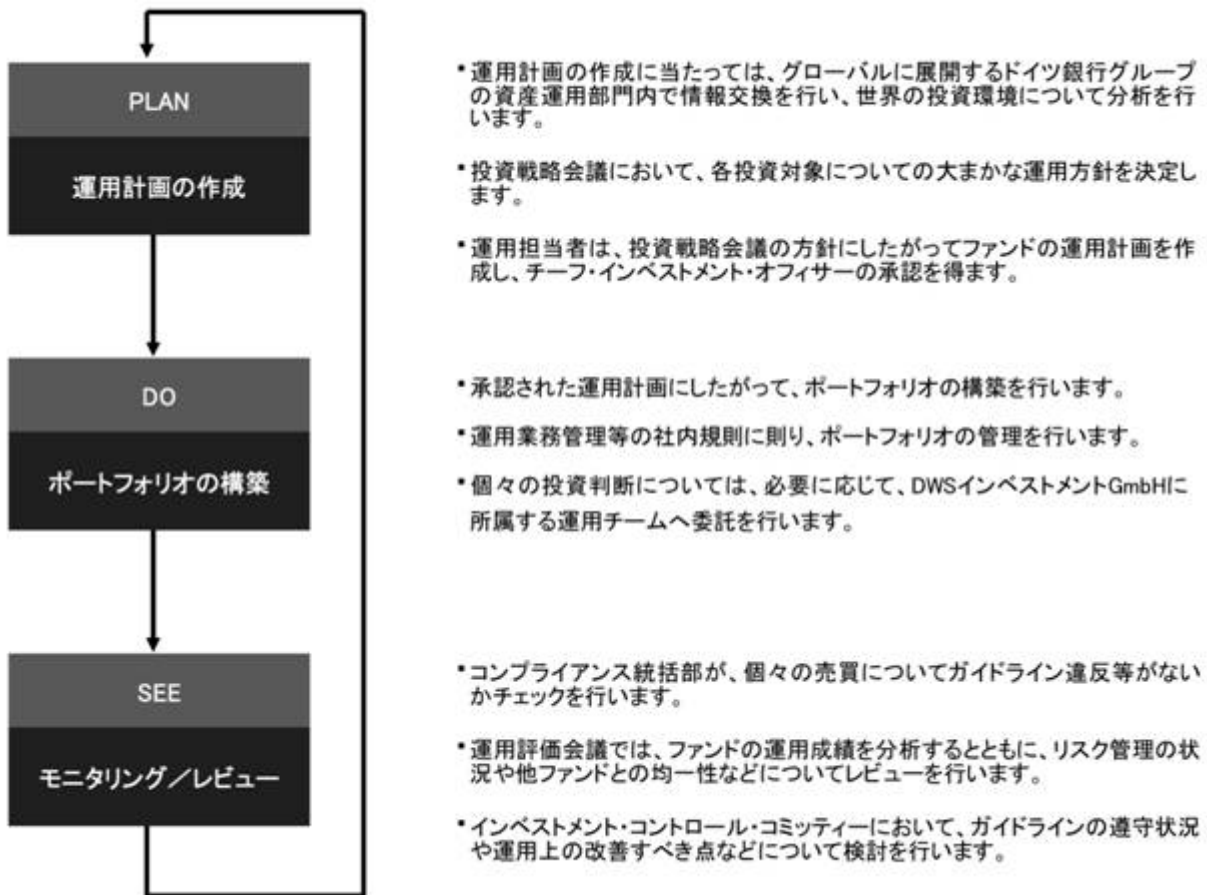 PLAN
運用計画の作成
・運用計画の作成に当たっては、グローバルに展開するドイツ銀行グループ
の資産運用部門内で情報交換を行い、世界の投資環境について分析を行
います。
・投資戦略会議において、各投資対象についての大まかな運用方針を決定し
ます。
・運用担当者は、投資戦略会議の方針にしたがってファンドの運用計画を作
成し、チーフ・インベストメント・オフィサーの承認を得ます。
DO
ポートフォリオの構築
・承認された運用計画にしたがって、ポートフォリオの構築を行います。
・運用業務管理等の社内規則に則り、ポートフォリオの管理を行います。
・個々の投資判断については、必要に応じて、DWSインベストメントGmbHに
所属する運用チームへ委託を行います。
SEE
モニタリング／レビュー
・コンプライアンス統括部が、個々の売買についてガイドライン違反等がない
かチェックを行います。
・運用評価会議では、ファンドの運用成績を分析するとともに、リスク管理の状
況や他ファンドとの均一性などについてレビューを行います。
・インベストメント・コントロール・コミッティーにおいて、ガイドラインの遵守状況
や運用上の改善すべき点などについて検討を行います。